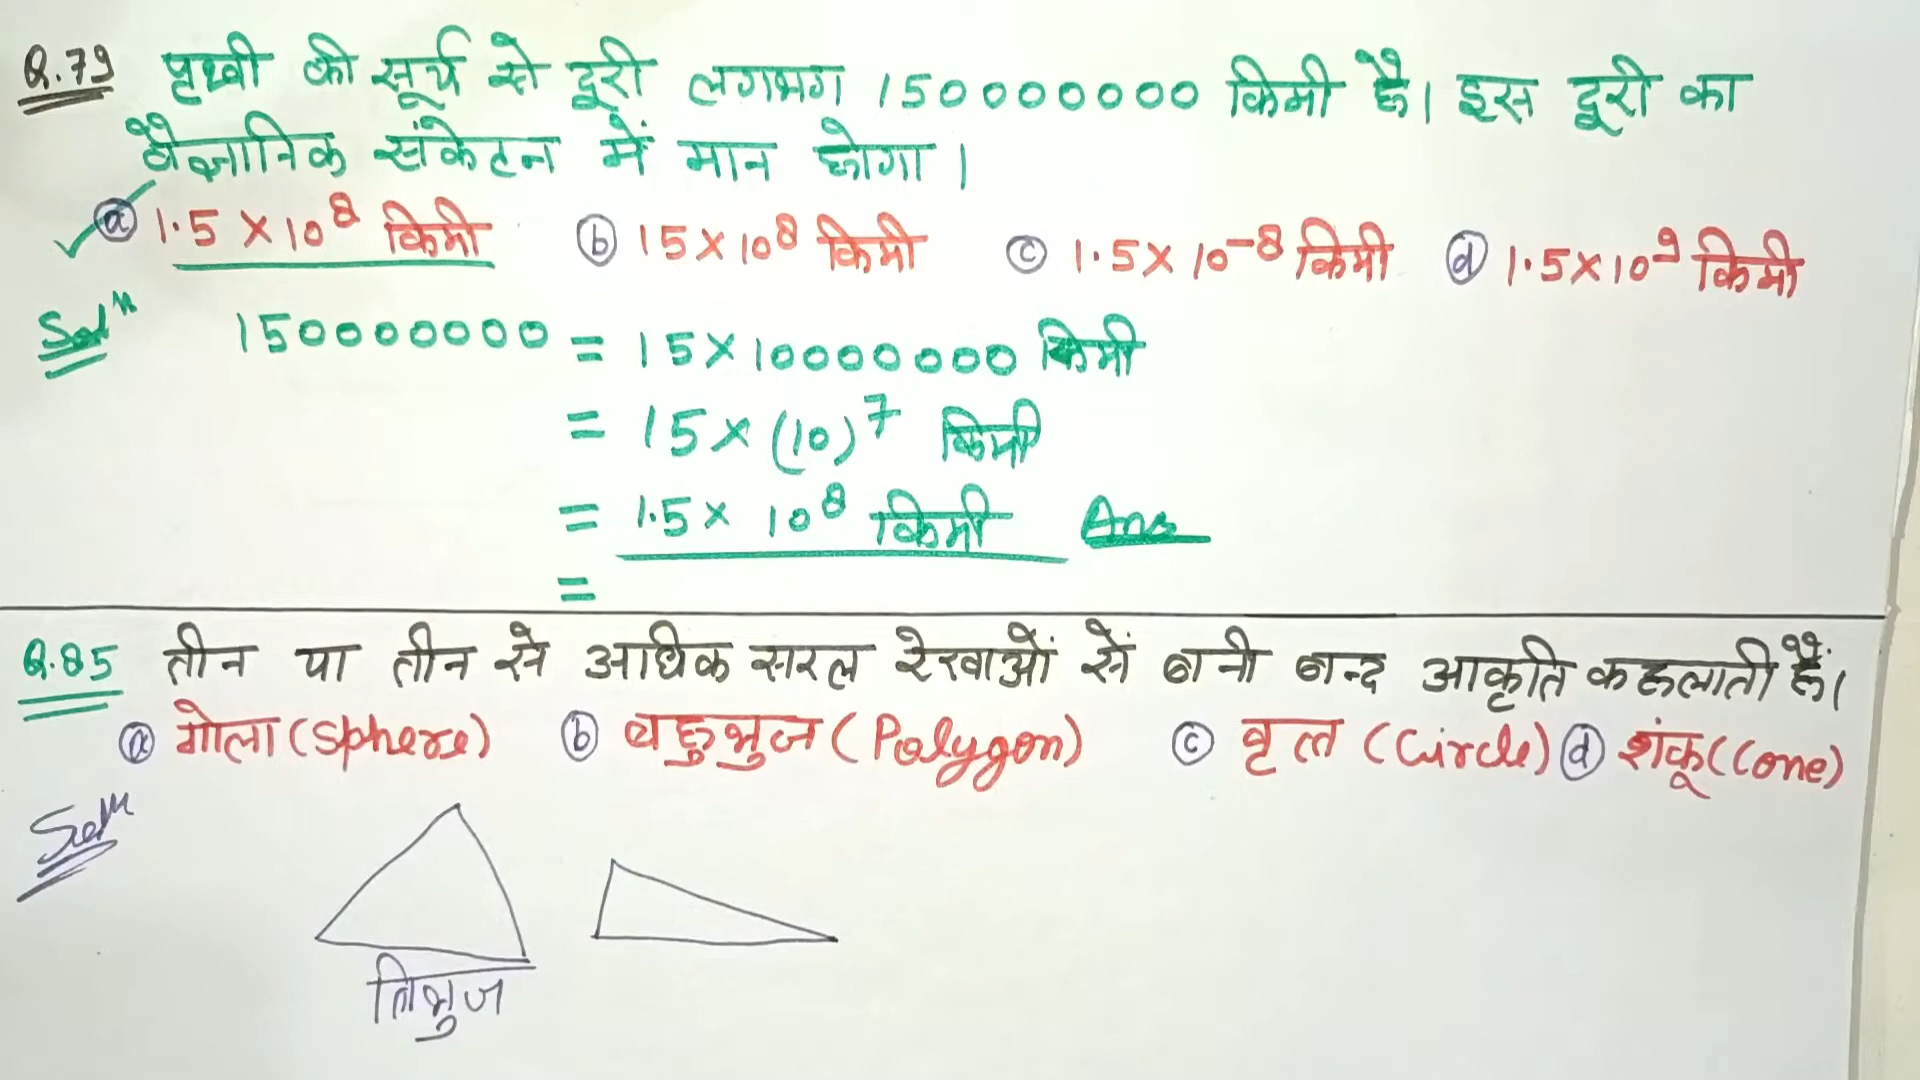 Q.79 पृथ्वी की सूर्य से दूरी लगभग 150000000 किमी है। इस दूरी का
वैज्ञानिक संकेतन में मान होगा।
(a) 1.5 × 10⁸ किमी (b) 15 × 10⁸ किमी (c) 1.5 × 10⁻⁸ किमी (d) 1.5 × 10⁹ किमी
Solⁿ 150000000 = 15 × 10000000 किमी
= 15 × (10)⁷ किमी
= 1.5 × 10⁸ किमी Ans
=
Q.85 तीन या तीन से अधिक सरल रेखाओं से बनी बन्द आकृति कहलाती है।
(a) गोला (Sphere) (b) बहुभुज (Polygon) (c) वृत्त (Circle) (d) शंकू (Cone)
Solⁿ
त्रिभुज